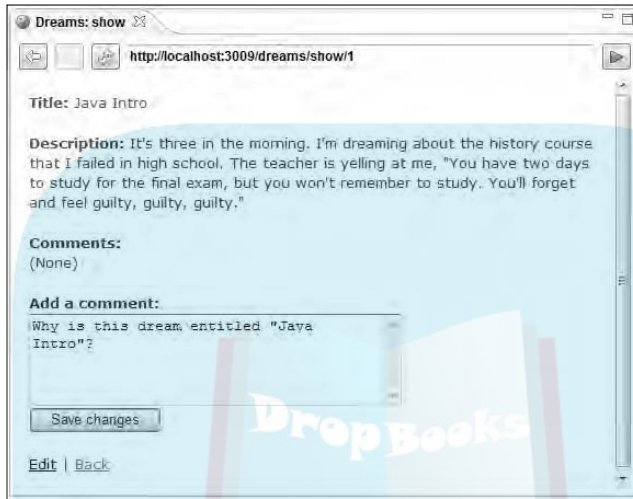 Dreams: show
http://localhost:3009/dreams/show/1
Title: Java Intro
Description: It's three in the morning. I'm dreaming about the history course
that I failed in high school. The teacher is yelling at me, "You have two days
to study for the final exam, but you won't remember to study. You'll forget
and feel guilty, guilty, guilty."
Comments:
(None)
Add a comment:
Why is this dream entitled "Java
Intro"?
Save changes
DropBooks
Edit | Back